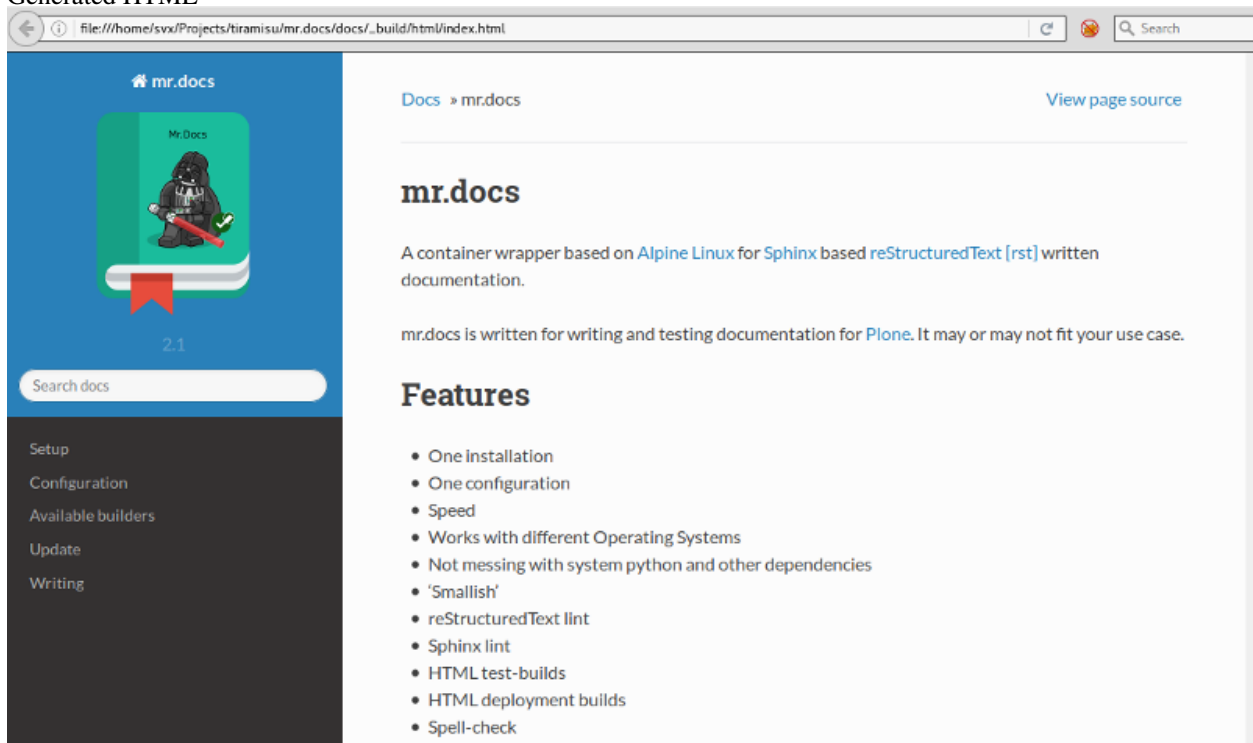 Generated HTML
file:///home/svx/Projects/tiramisu/mr.docs/docs/_build/html/index.html
Search
mr.docs
Mr.Docs
2.1
Search docs
Setup
Configuration
Available builders
Update
Writing
Docs » mr.docs
View page source
mr.docs
A container wrapper based on Alpine Linux for Sphinx based reStructuredText [rst] written
documentation.
mr.docs is written for writing and testing documentation for Plone. It may or may not fit your use case.
Features
• One installation
• One configuration
• Speed
• Works with different Operating Systems
• Not messing with system python and other dependencies
• ‘Smallish’
• reStructuredText lint
• Sphinx lint
• HTML test-builds
• HTML deployment builds
• Spell-check